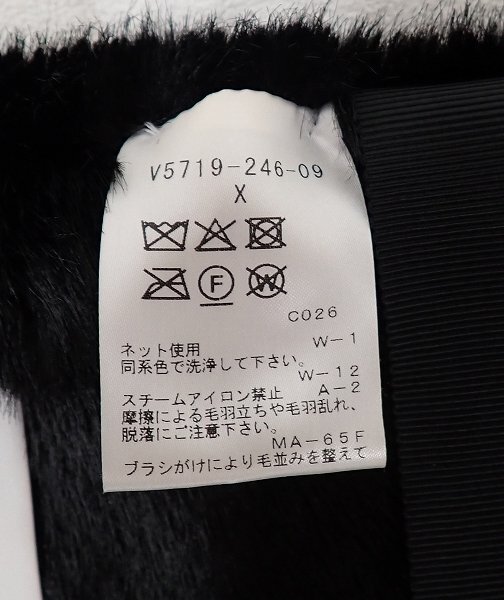 V5719-246-09
X
F W
C026
ネット使用 W-1
同系色で洗浄して下さい。
W-12
スチームアイロン禁止 A-2
摩擦による毛羽立ちや毛羽乱れ、
脱落にご注意下さい。
MA-65F
ブラシがけにより毛並みを整えて